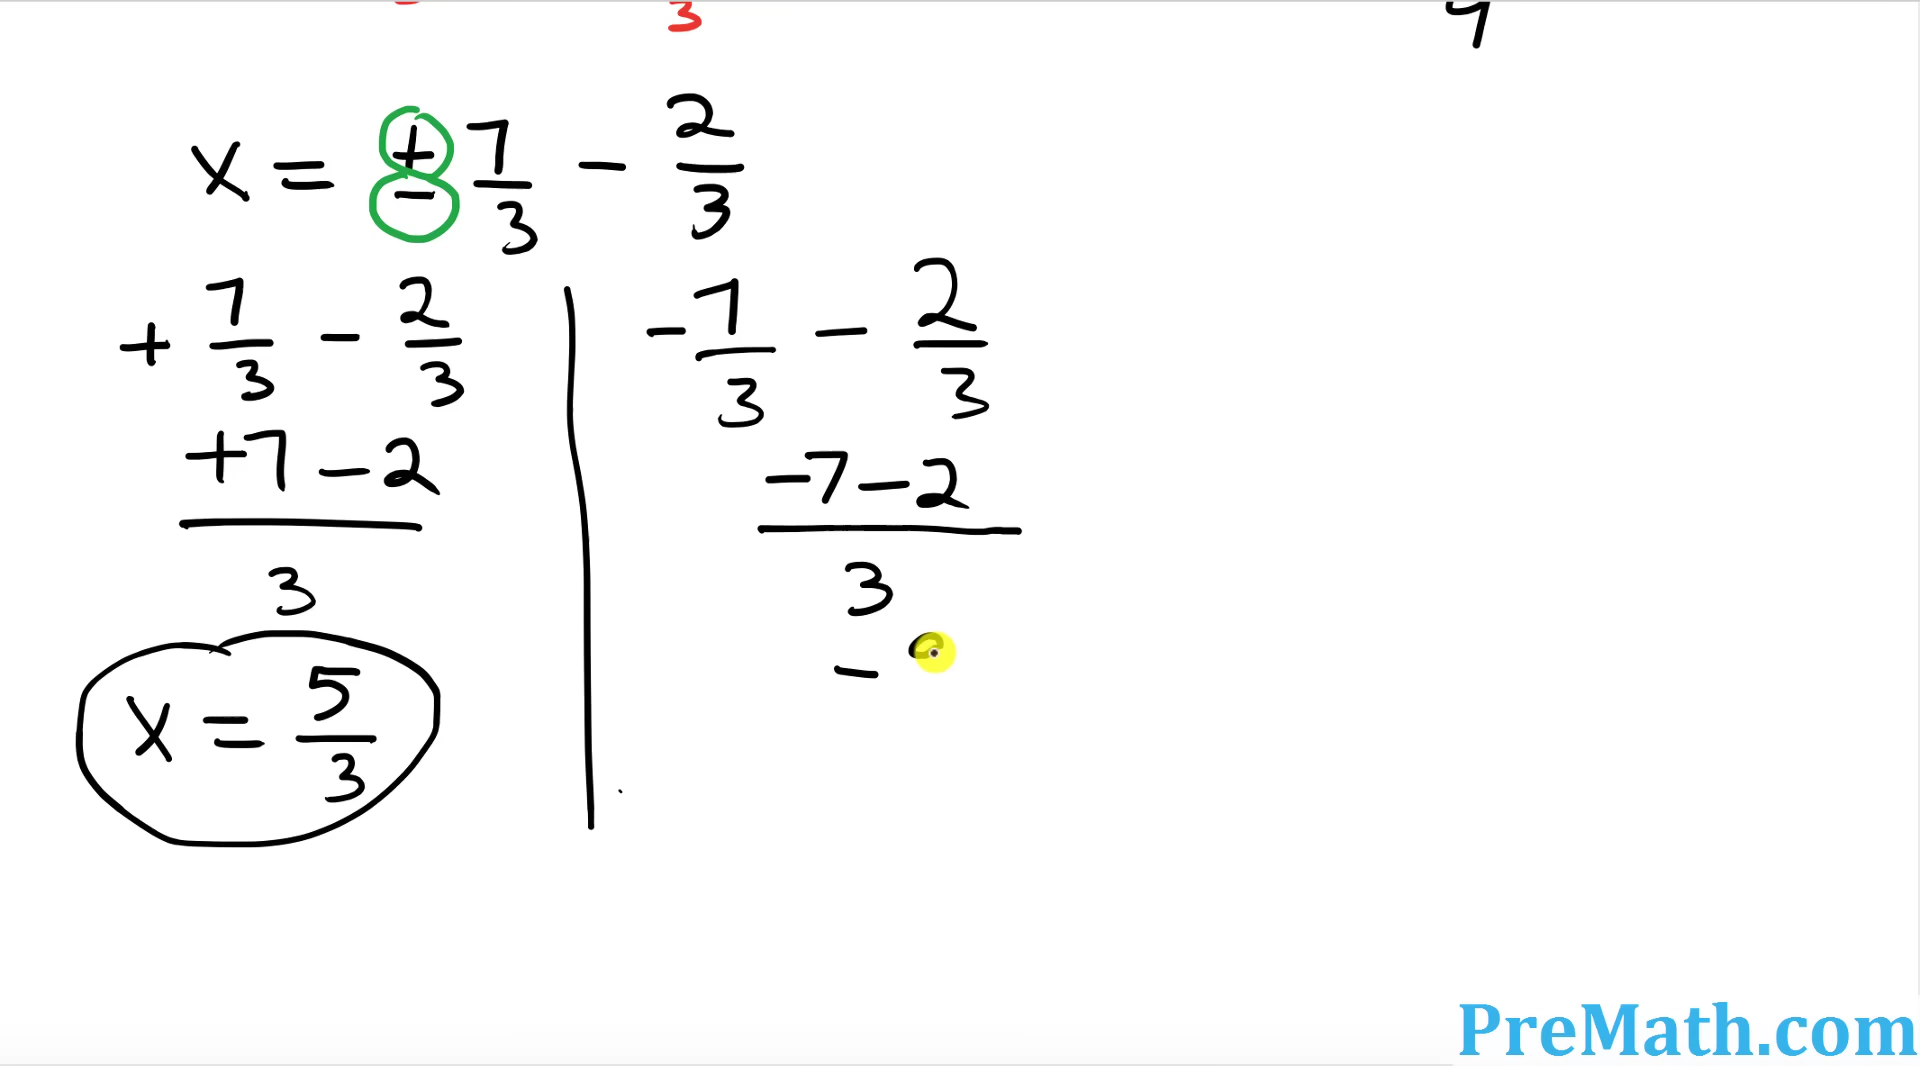 3
x = ± 7/3 - 2/3
+ 7/3 - 2/3
+7 - 2
3
x = 5/3
- 7/3 - 2/3
-7 - 2
3
-
PreMath.com